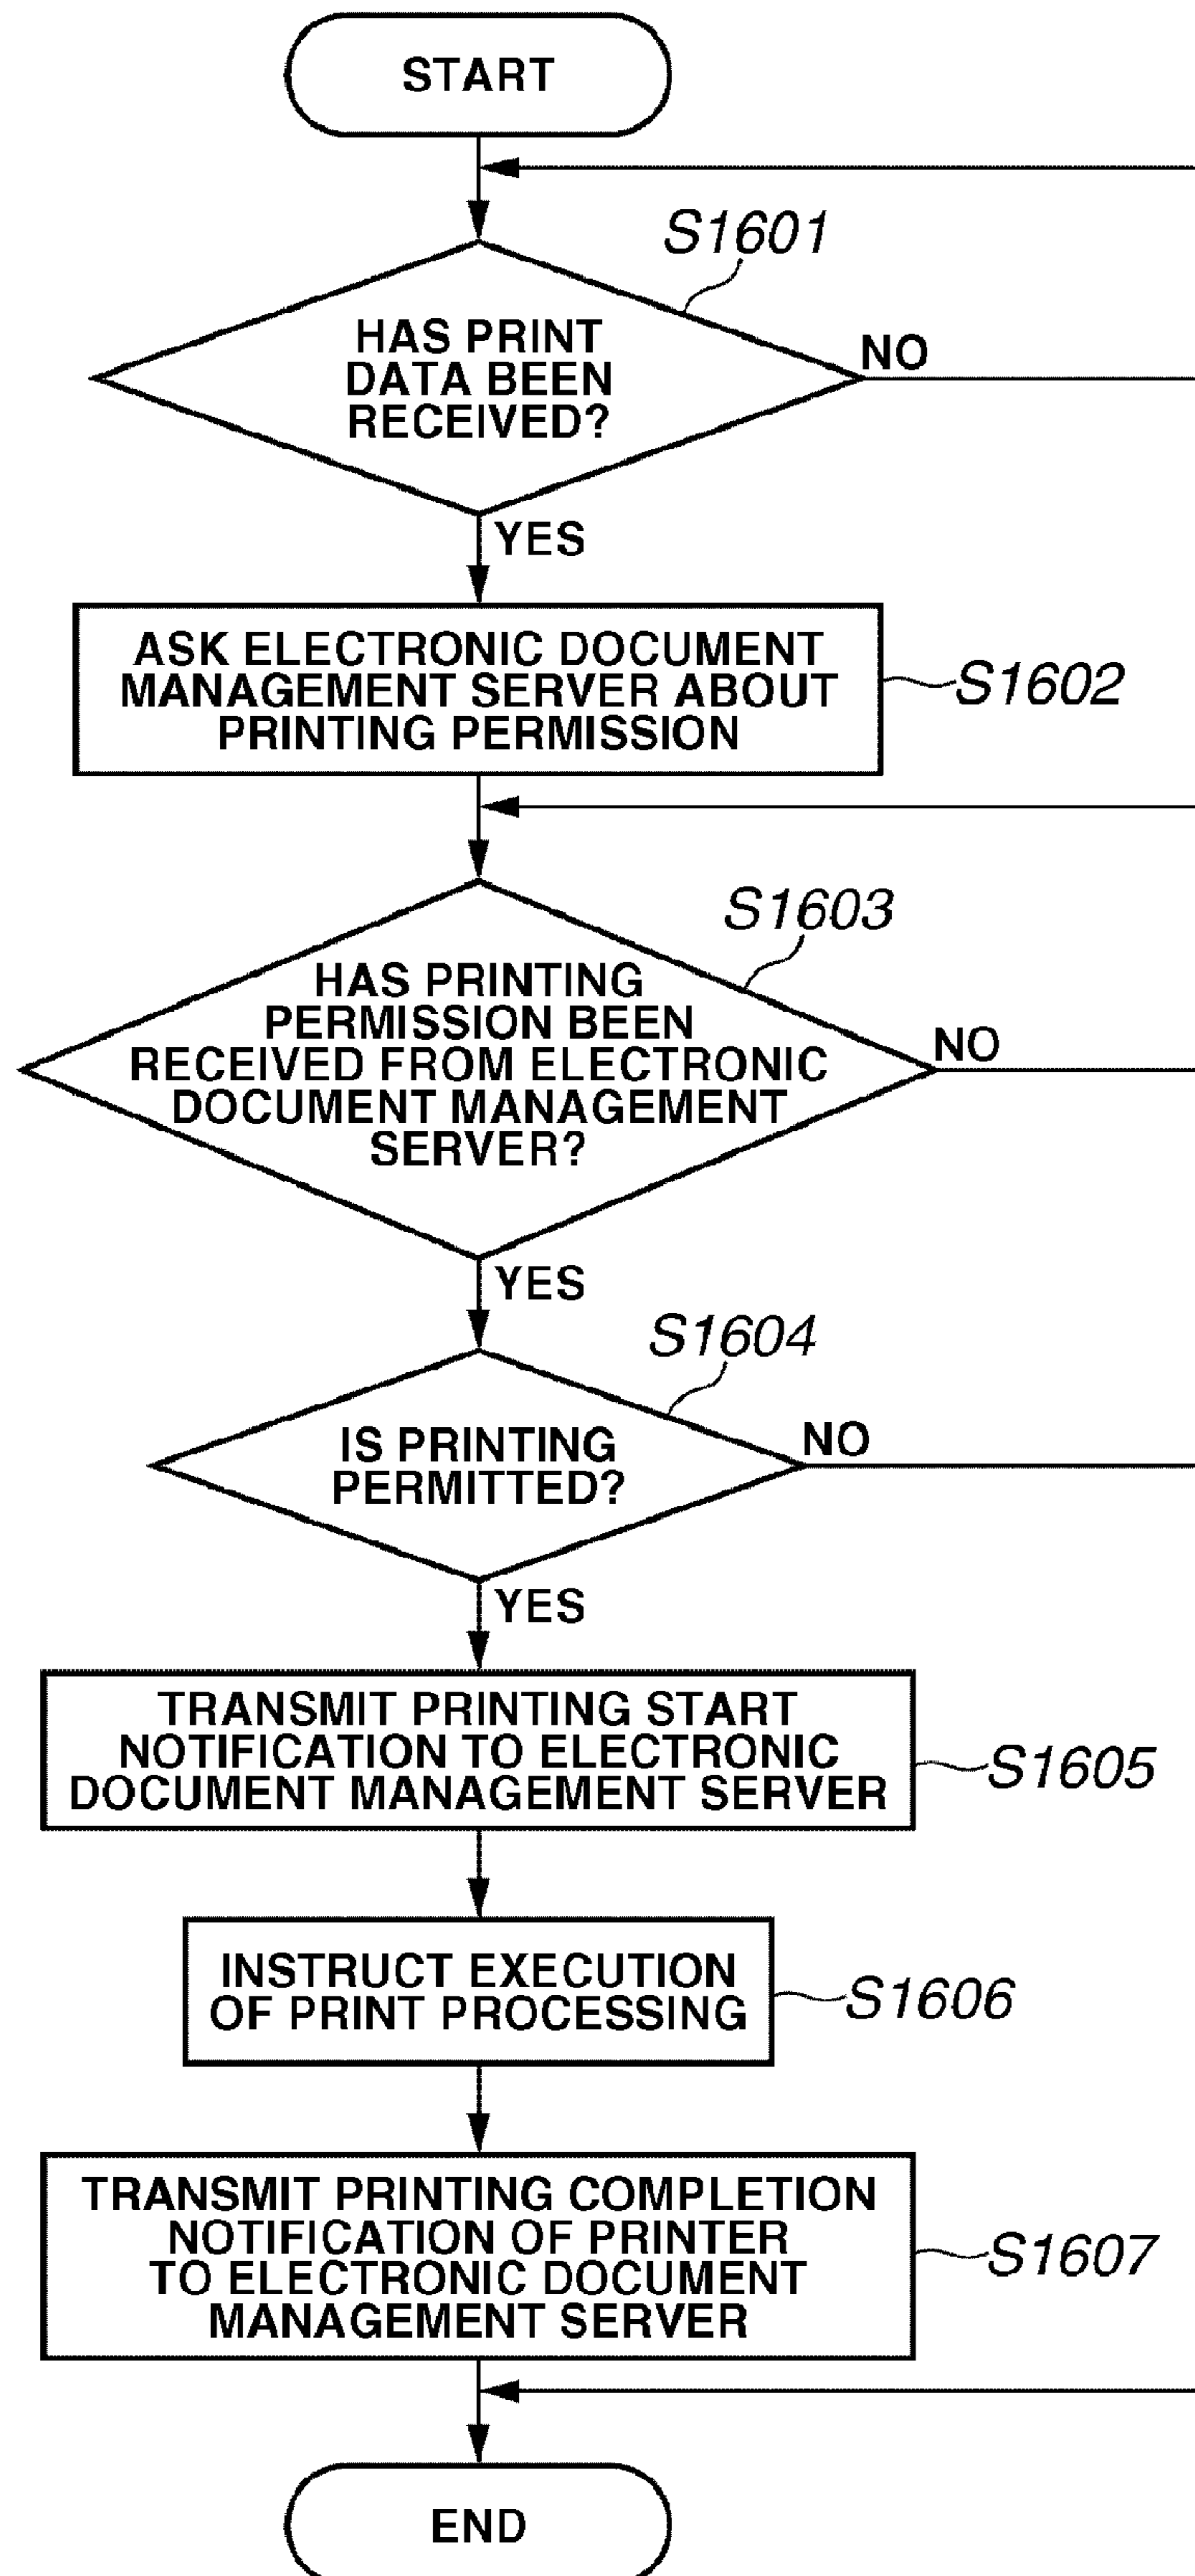 START
S1601
HAS PRINT
DATA BEEN
RECEIVED?
NO
YES
ASK ELECTRONIC DOCUMENT
MANAGEMENT SERVER ABOUT
PRINTING PERMISSION
S1602
S1603
HAS PRINTING
PERMISSION BEEN
RECEIVED FROM ELECTRONIC
DOCUMENT MANAGEMENT
SERVER?
NO
YES
S1604
IS PRINTING
PERMITTED?
NO
YES
TRANSMIT PRINTING START
NOTIFICATION TO ELECTRONIC
DOCUMENT MANAGEMENT SERVER
S1605
INSTRUCT EXECUTION
OF PRINT PROCESSING
S1606
TRANSMIT PRINTING COMPLETION
NOTIFICATION OF PRINTER
TO ELECTRONIC DOCUMENT
MANAGEMENT SERVER
S1607
END